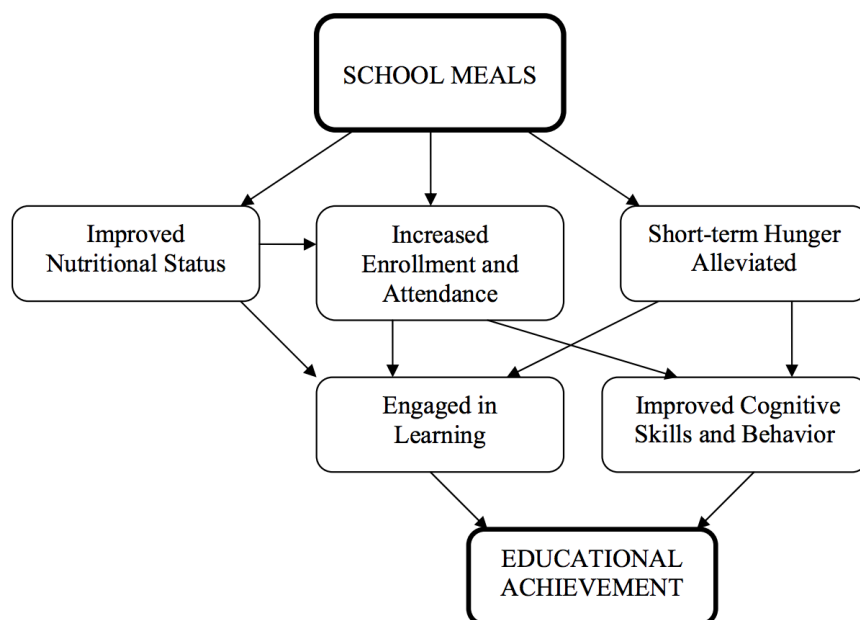 SCHOOL MEALS
Improved
Nutritional Status
Increased
Enrollment and
Attendance
Short-term Hunger
Alleviated
Engaged in
Learning
Improved Cognitive
Skills and Behavior
EDUCATIONAL
ACHIEVEMENT